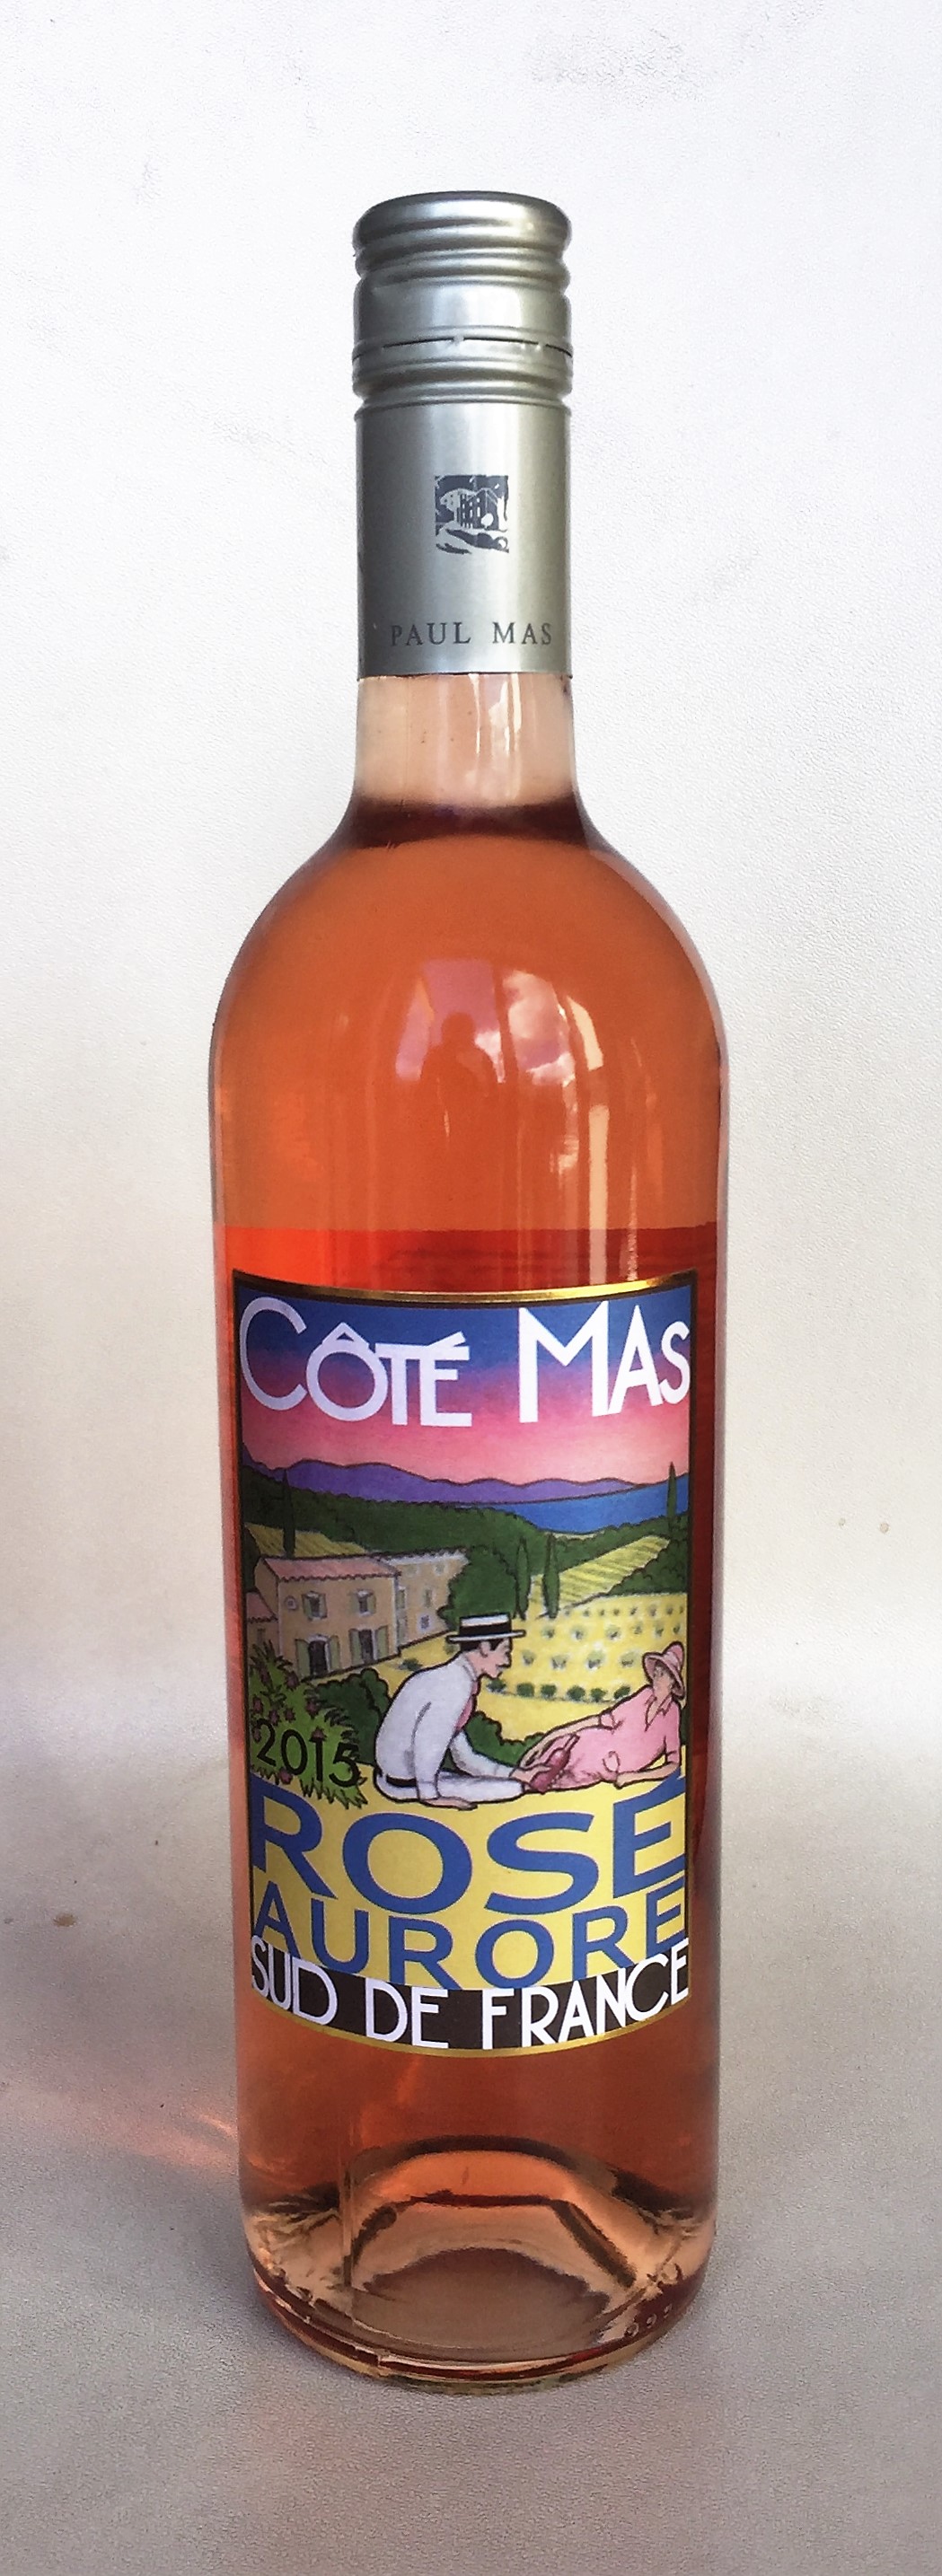 PAUL MAS
CÔTÉ MAS
2015
ROSÉ
AURORE
SUD DE FRANCE